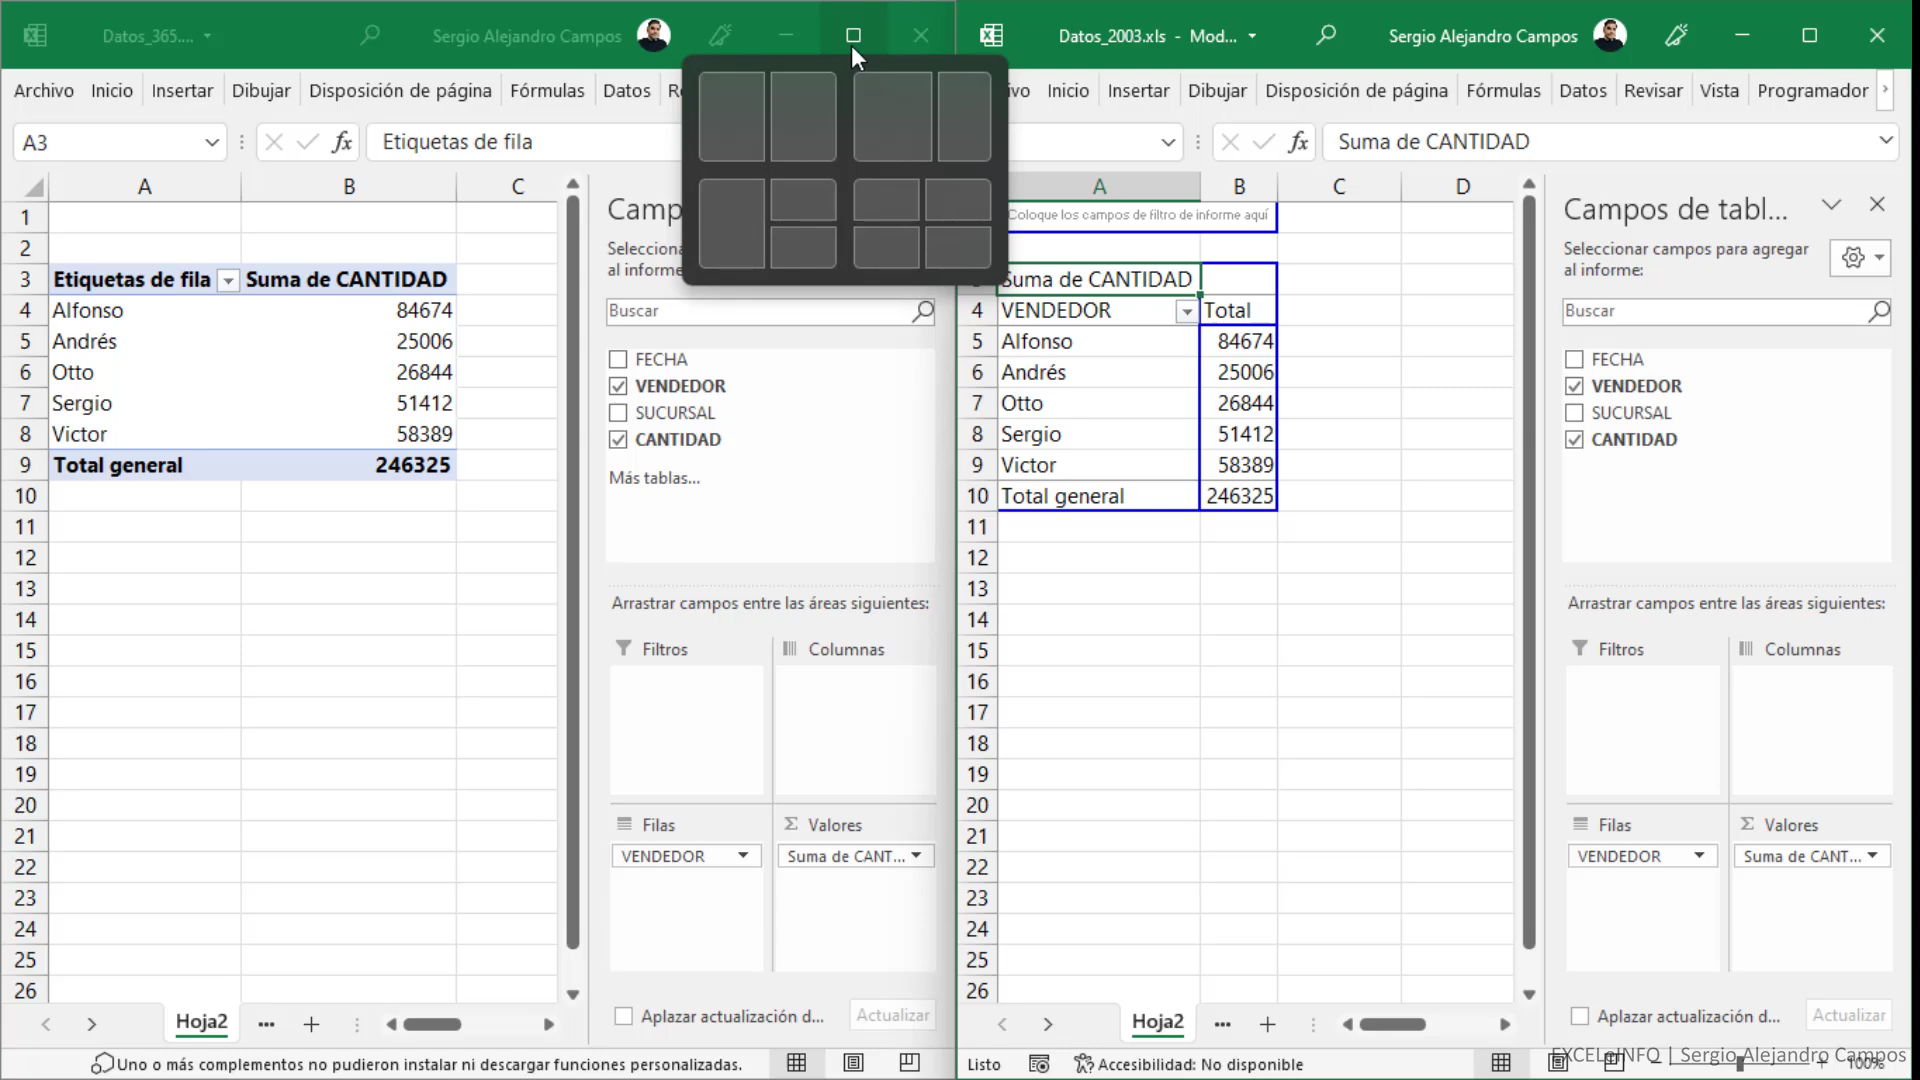 Datos_365....
Sergio Alejandro Campos
Archivo Inicio Insertar Dibujar Disposición de página Fórmulas Datos
A3
fx Etiquetas de fila
A B C
1
2
3 Etiquetas de fila Suma de CANTIDAD
4 Alfonso 84674
5 Andrés 25006
6 Otto 26844
7 Sergio 51412
8 Victor 58389
9 Total general 246325
10
11
12
13
14
15
16
17
18
19
20
21
22
23
24
25
26
Hoja2
Uno o más complementos no pudieron instalar ni descargar funciones personalizadas.
Camp
Selecciona
al informe
Buscar
FECHA
VENDEDOR
SUCURSAL
CANTIDAD
Más tablas...
Arrastrar campos entre las áreas siguientes:
Filtros Columnas
Filas Valores
VENDEDOR Suma de CANT...
Aplazar actualización d... Actualizar
Datos_2003.xls - Mod...
Sergio Alejandro Campos
vo Inicio Insertar Dibujar Disposición de página Fórmulas Datos Revisar Vista Programador
fx Suma de CANTIDAD
A B C D
Coloque los campos de filtro de informe aquí
3 Suma de CANTIDAD
4 VENDEDOR Total
5 Alfonso 84674
6 Andrés 25006
7 Otto 26844
8 Sergio 51412
9 Victor 58389
10 Total general 246325
11
12
13
14
15
16
17
18
19
20
21
22
23
24
25
26
Hoja2
Listo Accesibilidad: No disponible
100%
Campos de tabl...
Seleccionar campos para agregar
al informe:
Buscar
FECHA
VENDEDOR
SUCURSAL
CANTIDAD
Arrastrar campos entre las áreas siguientes:
Filtros Columnas
Filas Valores
VENDEDOR Suma de CANT...
Aplazar actualización d... Actualizar
EXCELeINFO | Sergio Alejandro Campos